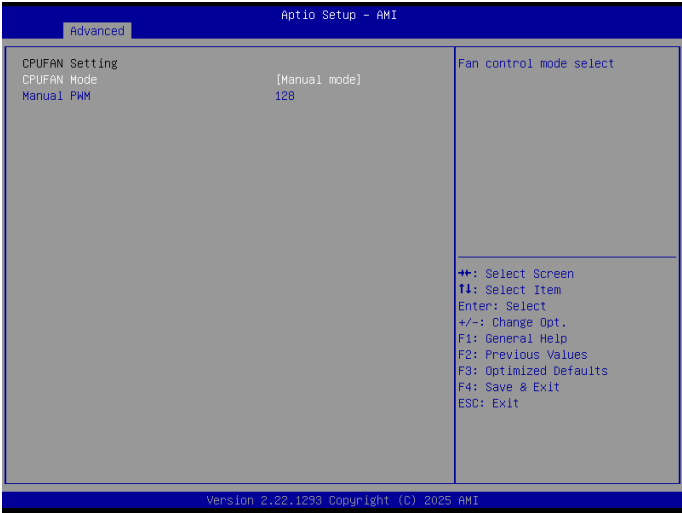 Aptio Setup - AMI
Advanced
CPUFAN Setting
CPUFAN Mode [Manual mode]
Manual PWM 128
Fan control mode select
→←: Select Screen
↑↓: Select Item
Enter: Select
+/-: Change Opt.
F1: General Help
F2: Previous Values
F3: Optimized Defaults
F4: Save & Exit
ESC: Exit
Version 2.22.1293 Copyright (C) 2025 AMI